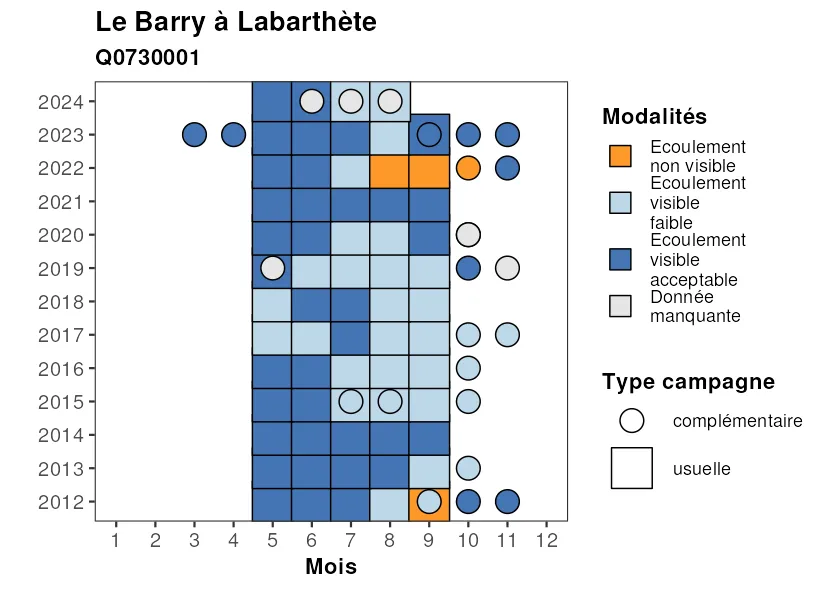 Le Barry à Labarthète
Q0730001
2024
2023
2022
2021
2020
2019
2018
2017
2016
2015
2014
2013
2012
1 2 3 4 5 6 7 8 9 10 11 12
Mois
Modalités
Ecoulement
non visible
Ecoulement
visible
faible
Ecoulement
visible
acceptable
Donnée
manquante
Type campagne
complémentaire
usuelle